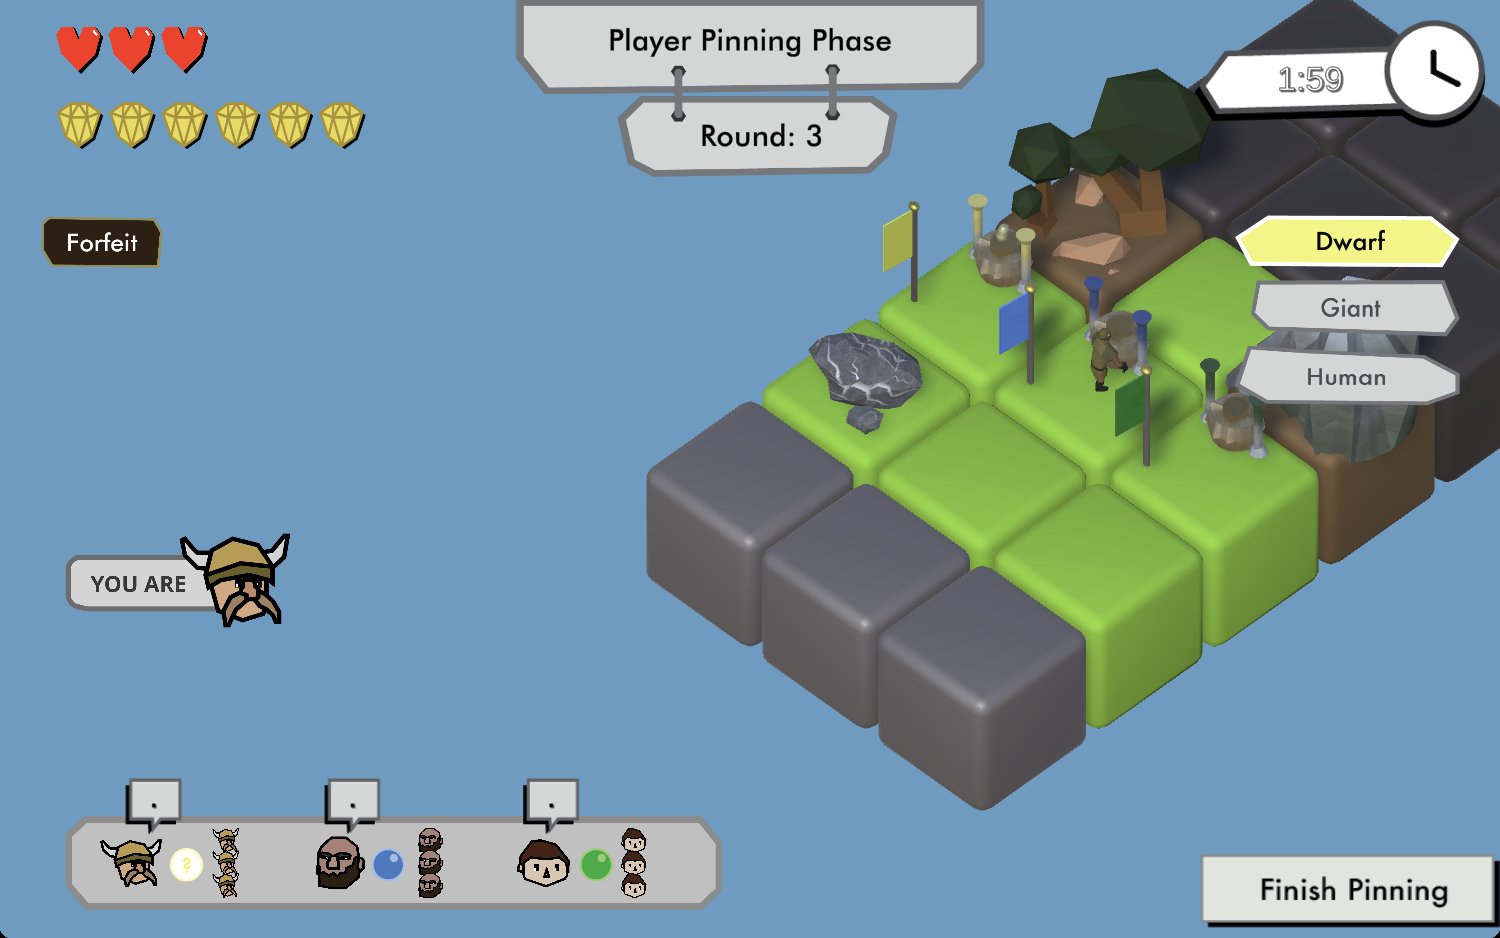 Player Pinning Phase
1:59
Round: 3
Forfeit
Dwarf
Giant
Human
YOU ARE
.
.
.
?
Finish Pinning